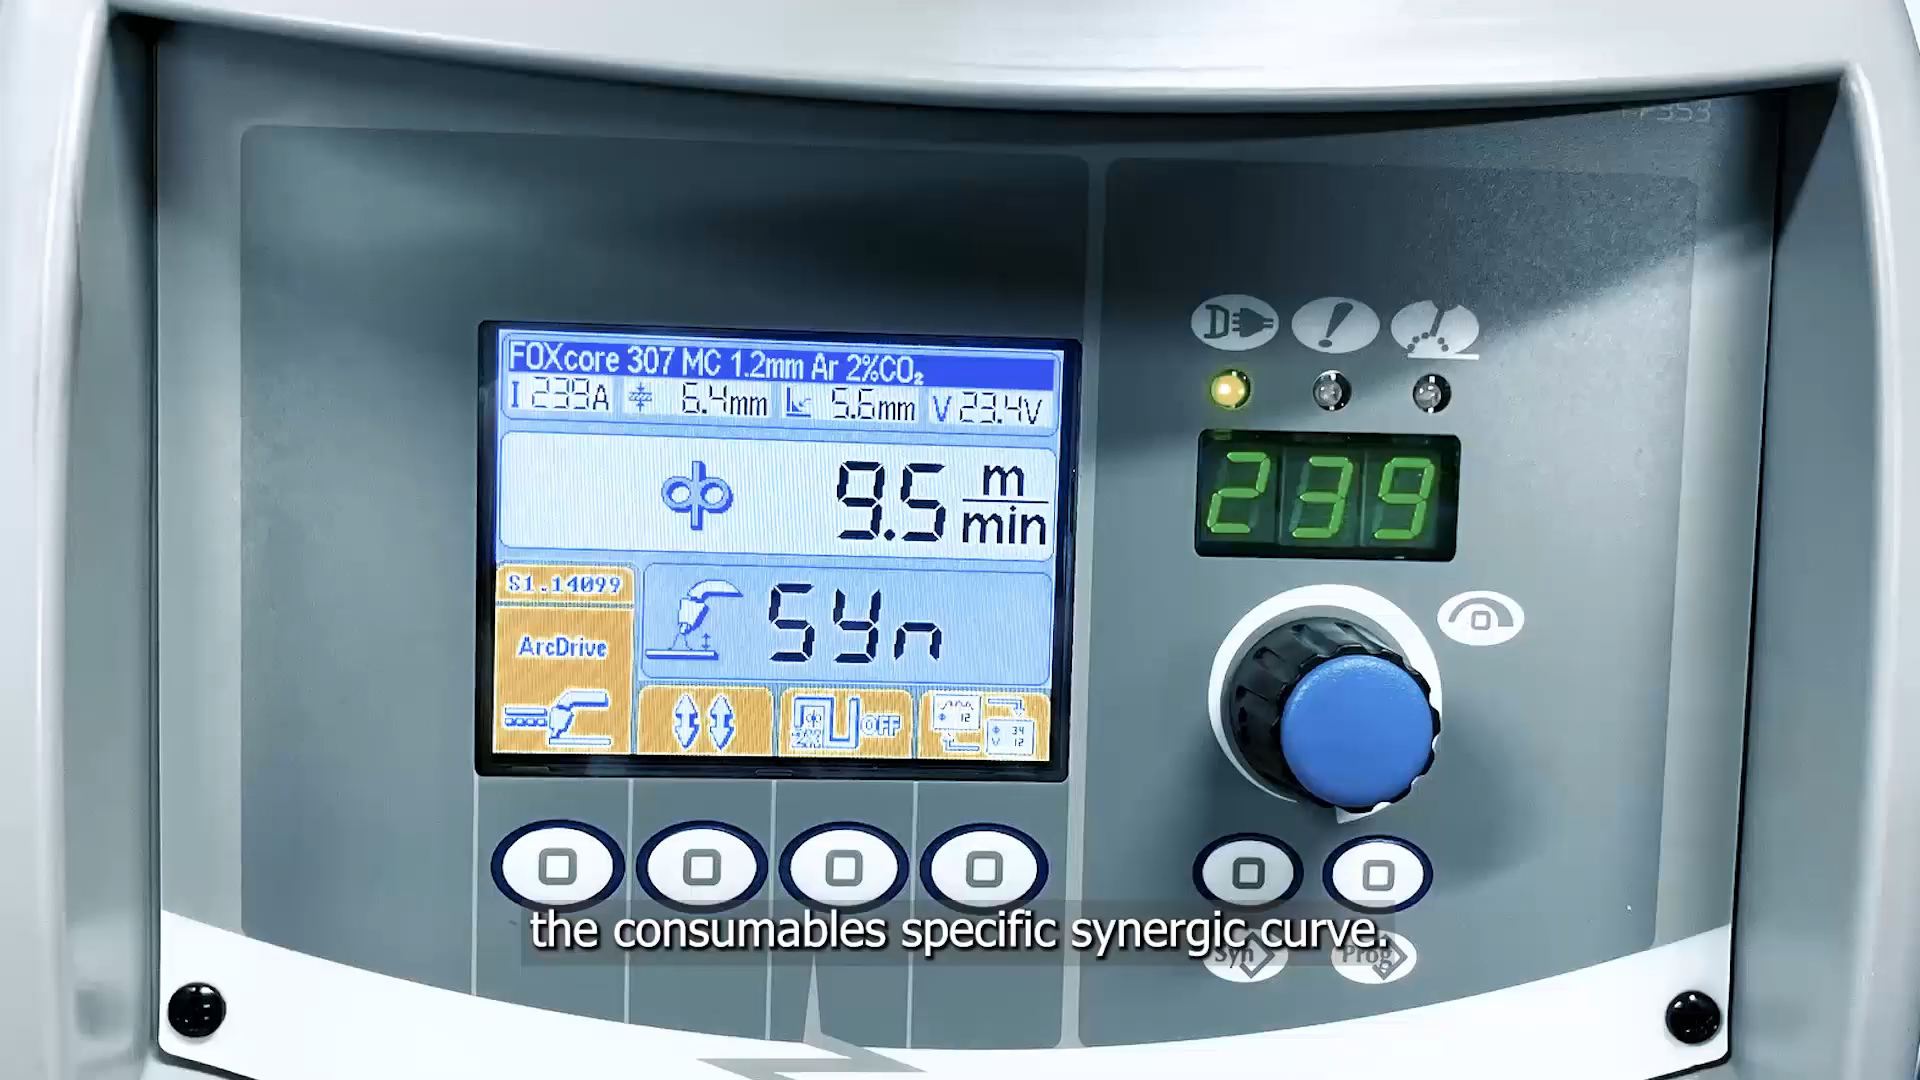 FOXcore 307 MC 1.2mm Ar 2%CO₂
I 239A 6.4mm 5.6mm V 23.4V
9.5 m/min
S1.14099
ArcDrive
Syn
OFF
239
the consumables specific synergic curve.
Syn
Prog